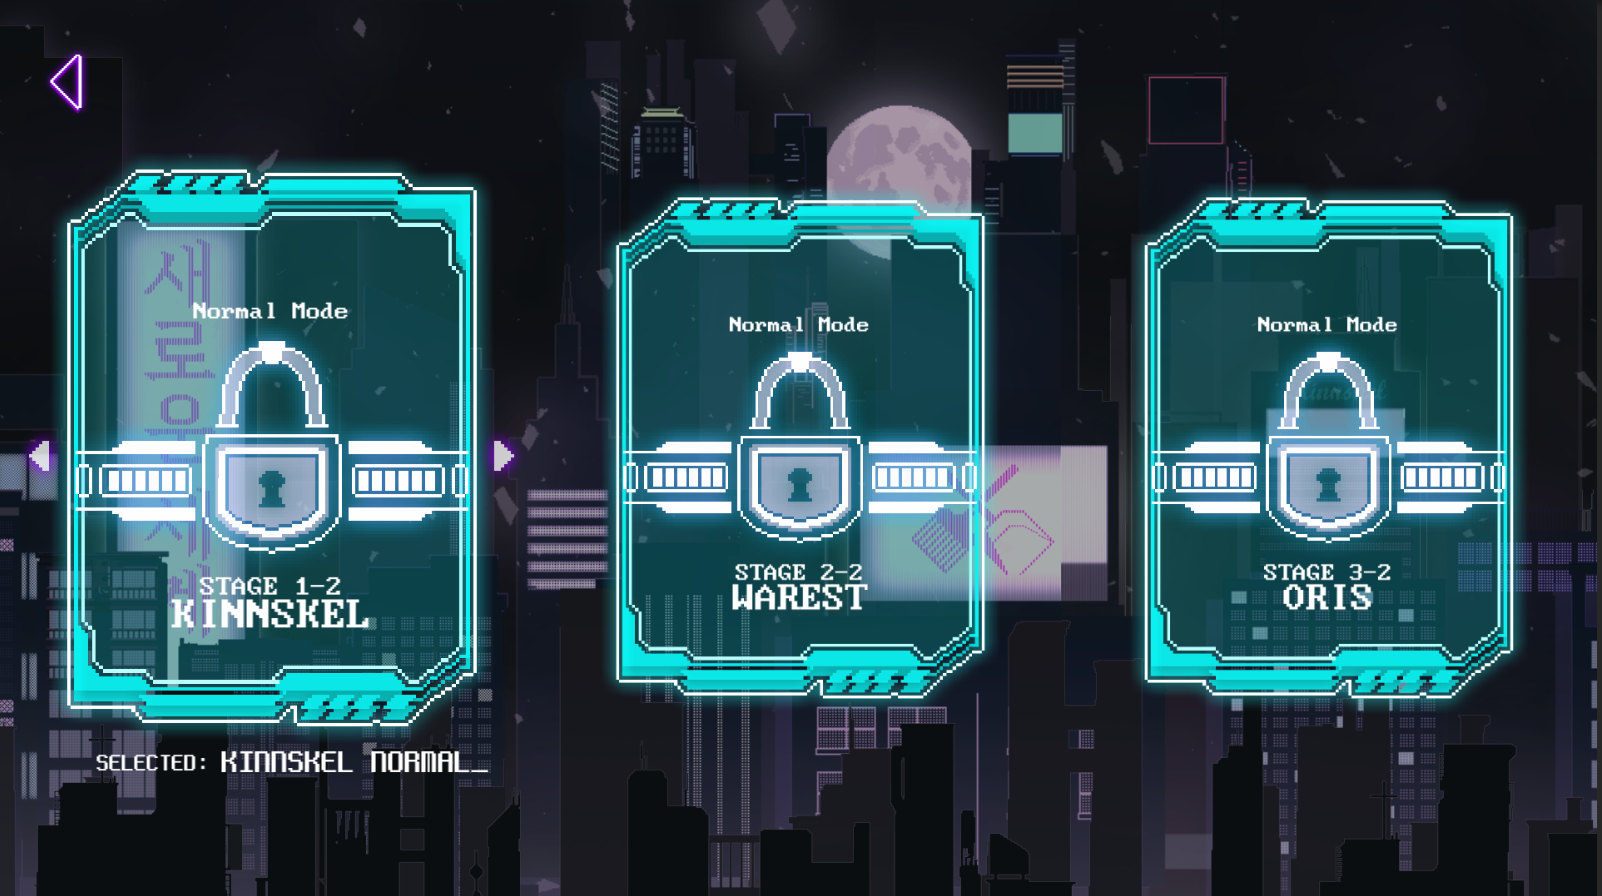 Normal Mode
STAGE 1-2
KINNSKEL
Normal Mode
STAGE 2-2
WAREST
Normal Mode
STAGE 3-2
ORIS
SELECTED: KINNSKEL NORMAL_